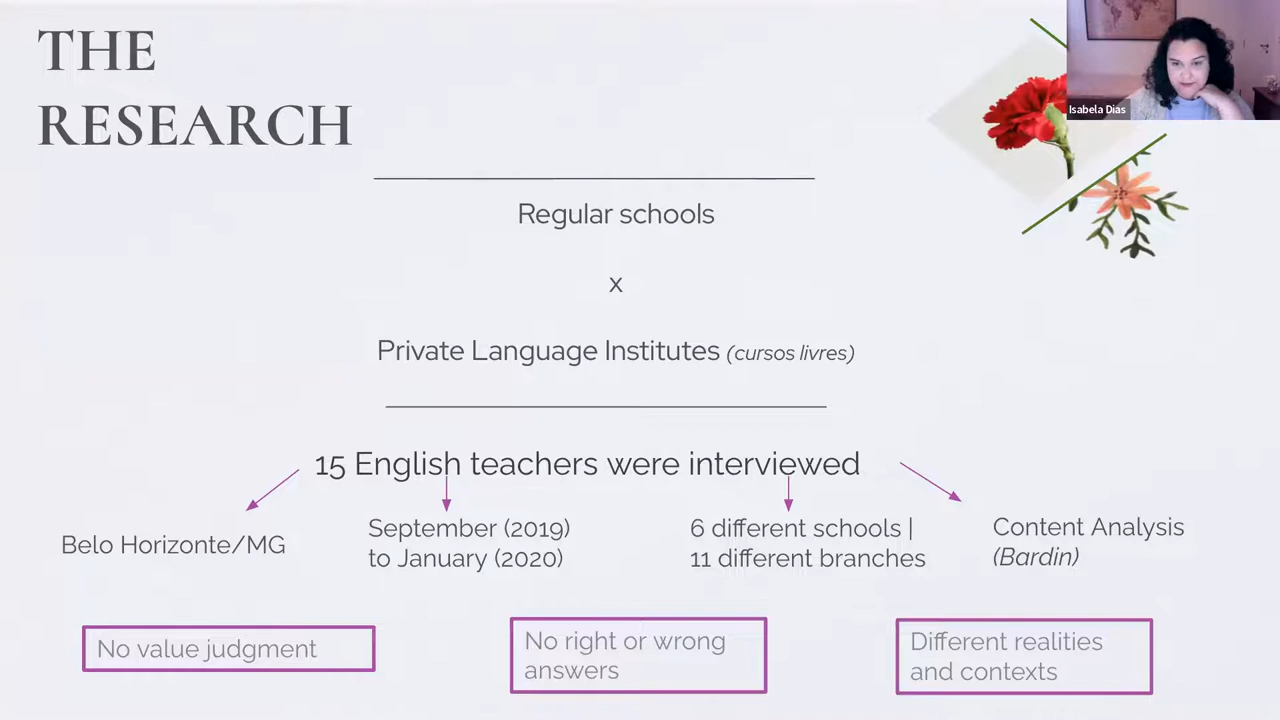 THE
RESEARCH
Isabela Dias
Regular schools
x
Private Language Institutes (cursos livres)
15 English teachers were interviewed
Belo Horizonte/MG
September (2019)
to January (2020)
6 different schools |
11 different branches
Content Analysis
(Bardin)
No value judgment
No right or wrong
answers
Different realities
and contexts